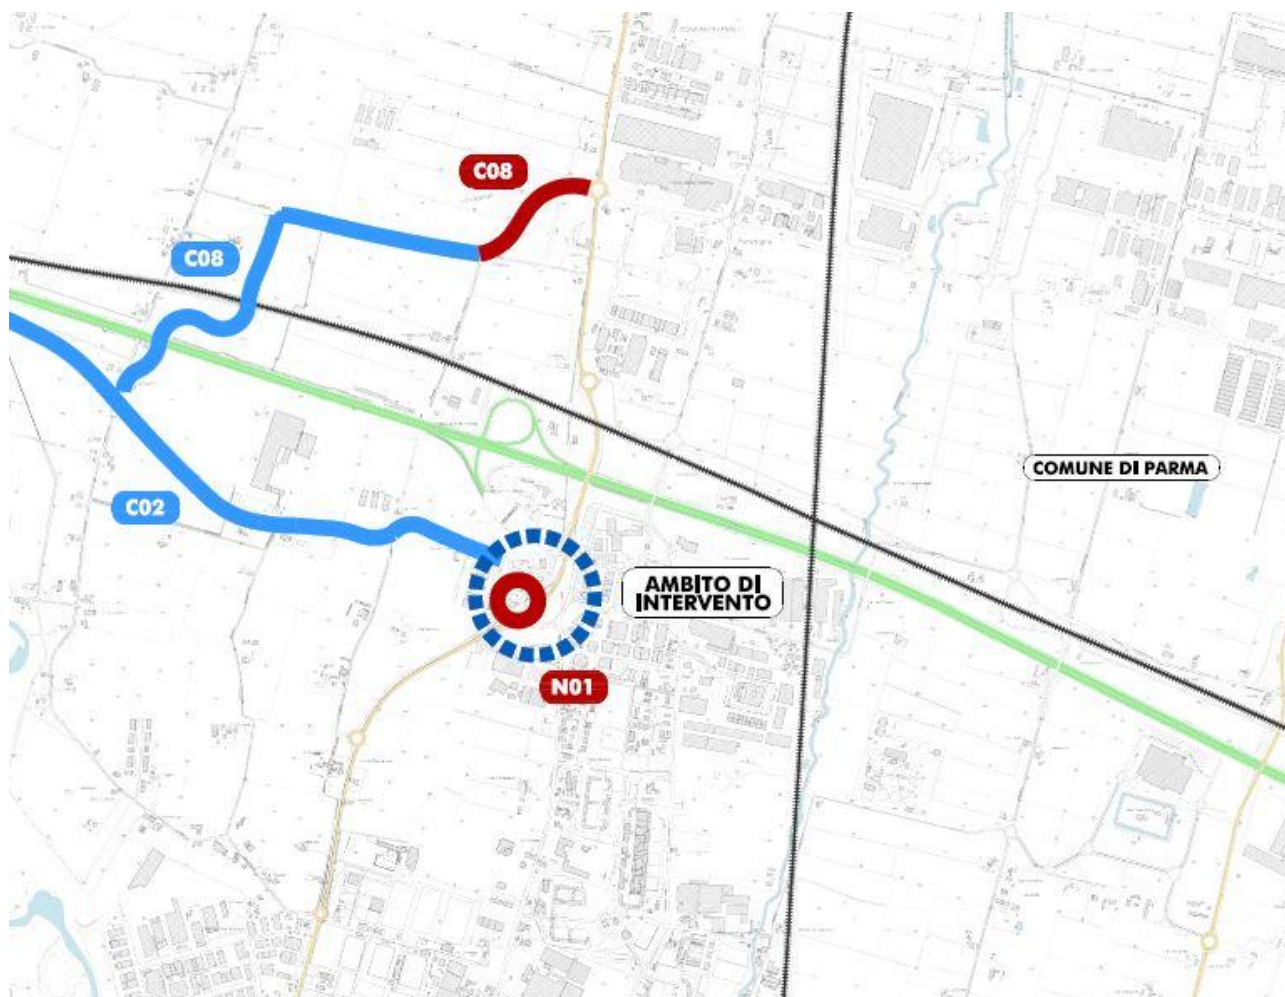 C08
C08
COMUNE DI PARMA
C02
AMBITO DI
INTERVENTO
N01